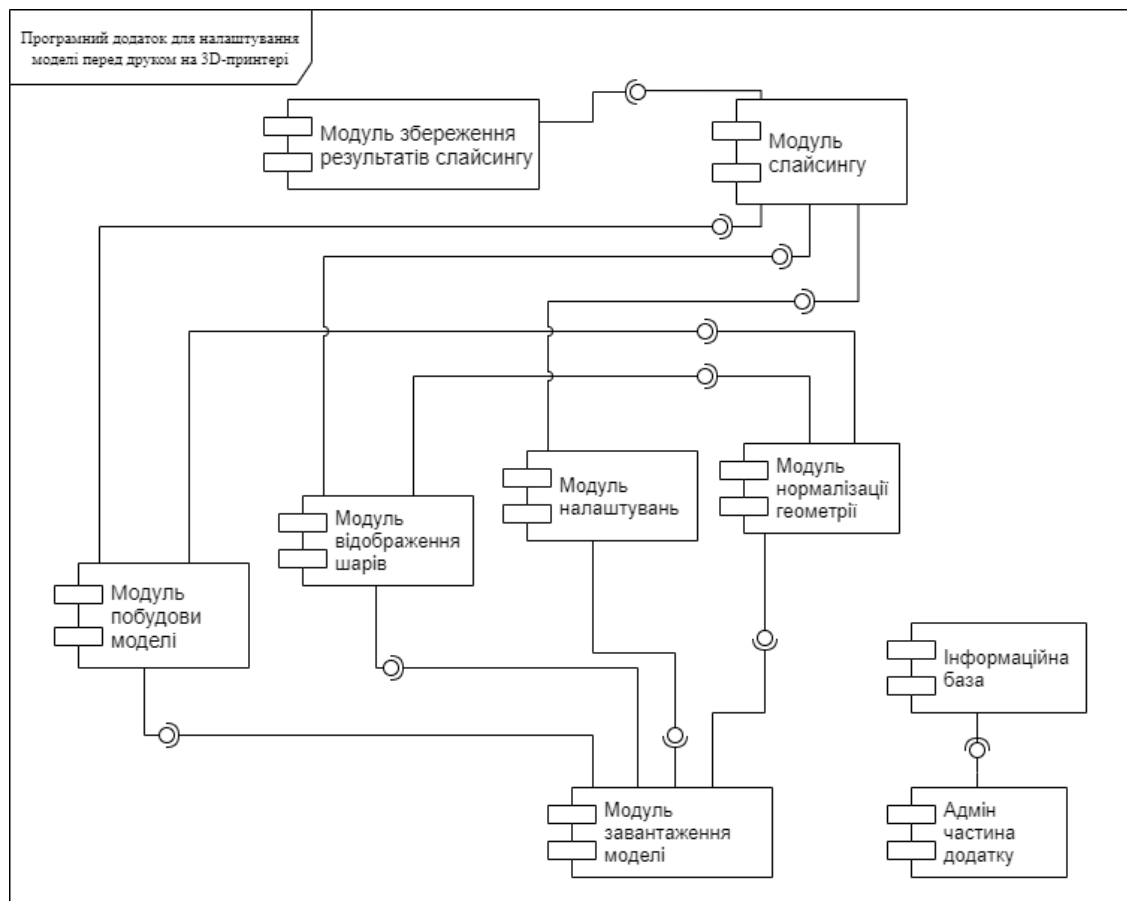 Програмний додаток для налаштування
моделі перед друком на 3D-принтері
Модуль збереження
результатів слайсингу
Модуль
слайсингу
Модуль
нормалізації
геометрії
Модуль
налаштувань
Модуль
відображення
шарів
Модуль
побудови
моделі
Інформаційна
база
Модуль
завантаження
моделі
Адмін
частина
додатку